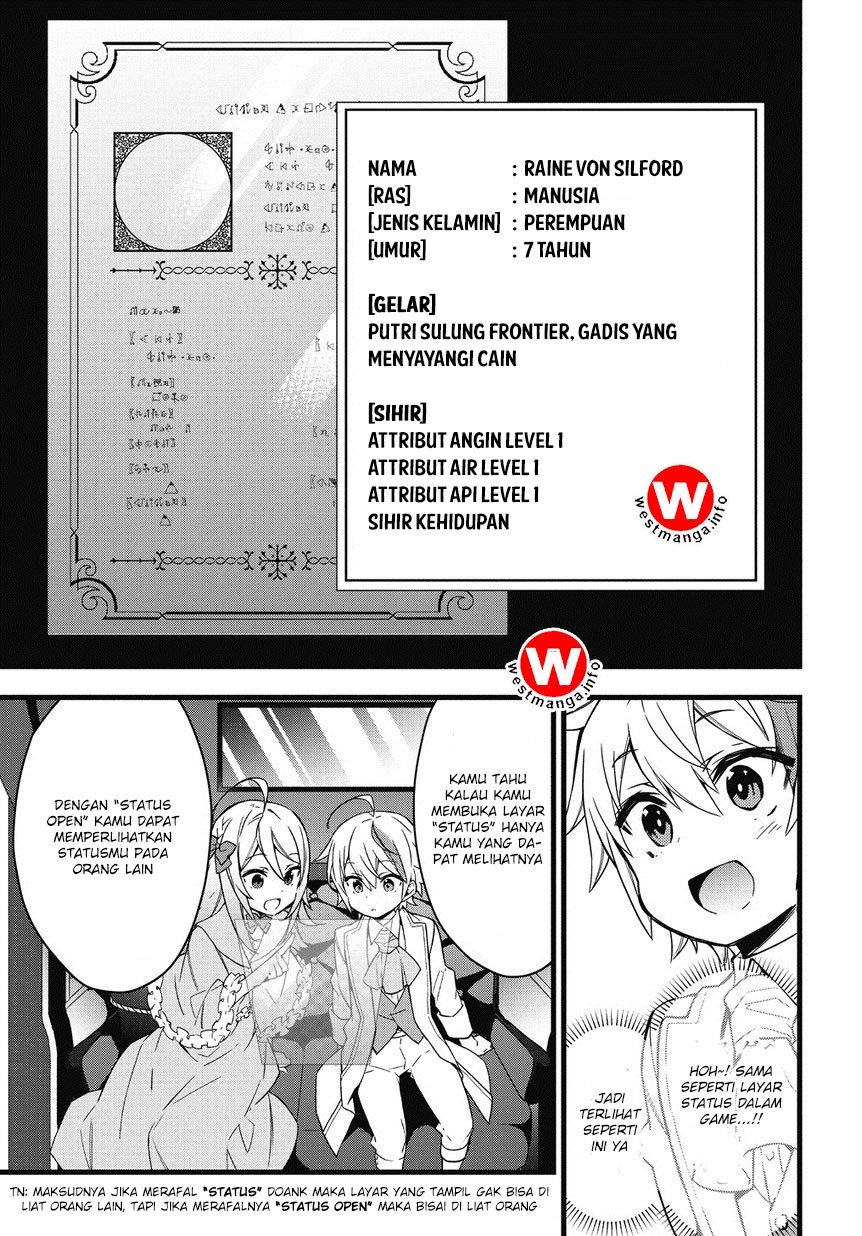 NAMA : RAINE VON SILFORD
[RAS] : MANUSIA
[JENIS KELAMIN] : PEREMPUAN
[UMUR] : 7 TAHUN
[GELAR]
PUTRI SULUNG FRONTIER, GADIS YANG
MENYAYANGI CAIN
[SIHIR]
ATTRIBUT ANGIN LEVEL 1
ATTRIBUT AIR LEVEL 1
ATTRIBUT API LEVEL 1
SIHIR KEHIDUPAN
W
westmanga.info
W
westmanga.info
HOH~! SAMA
SEPERTI LAYAR
STATUS DALAM
GAME...!!
JADI
TERLIHAT
SEPERTI
INI YA
KAMU TAHU
KALAU KAMU
MEMBUKA LAYAR
"STATUS" HANYA
KAMU YANG DA-
PAT MELIHATNYA
DENGAN "STATUS
OPEN" KAMU DAPAT
MEMPERLIHATKAN
STATUSMU PADA
ORANG LAIN
TN: MAKSUDNYA JIKA MERAFAL "STATUS" DOANK MAKA LAYAR YANG TAMPIL GAK BISA DI
LIAT ORANG LAIN, TAPI JIKA MERAFALNYA "STATUS OPEN" MAKA BISAI DI LIAT ORANG